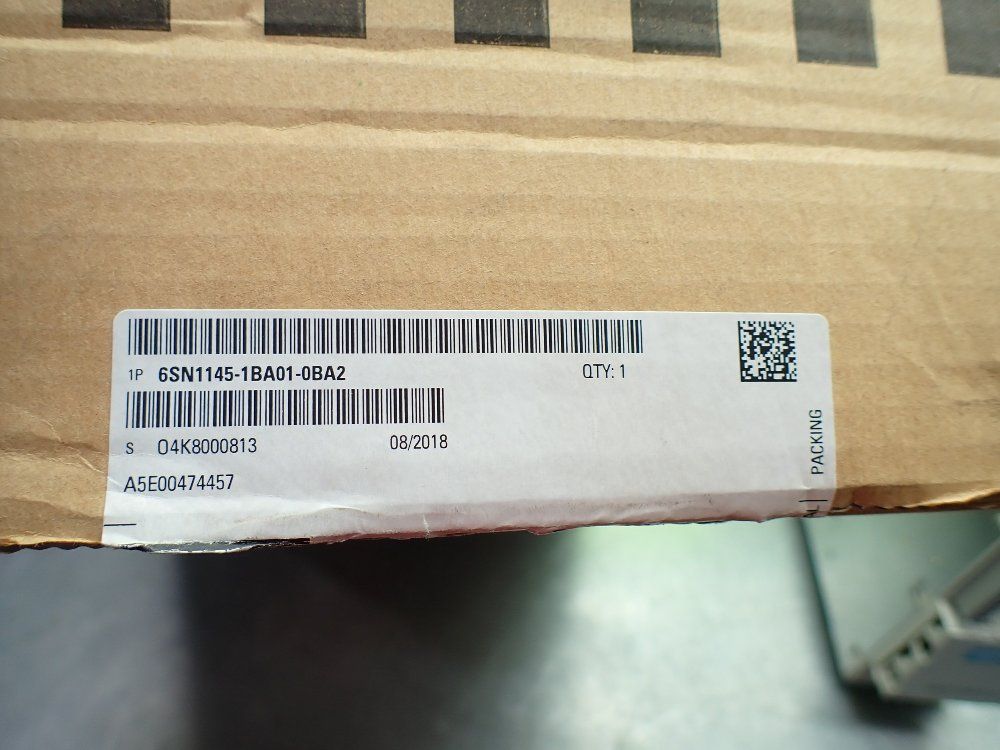 1P 6SN1145-1BA01-0BA2 QTY: 1
S O4K8000813 08/2018
A5E00474457
PACKING